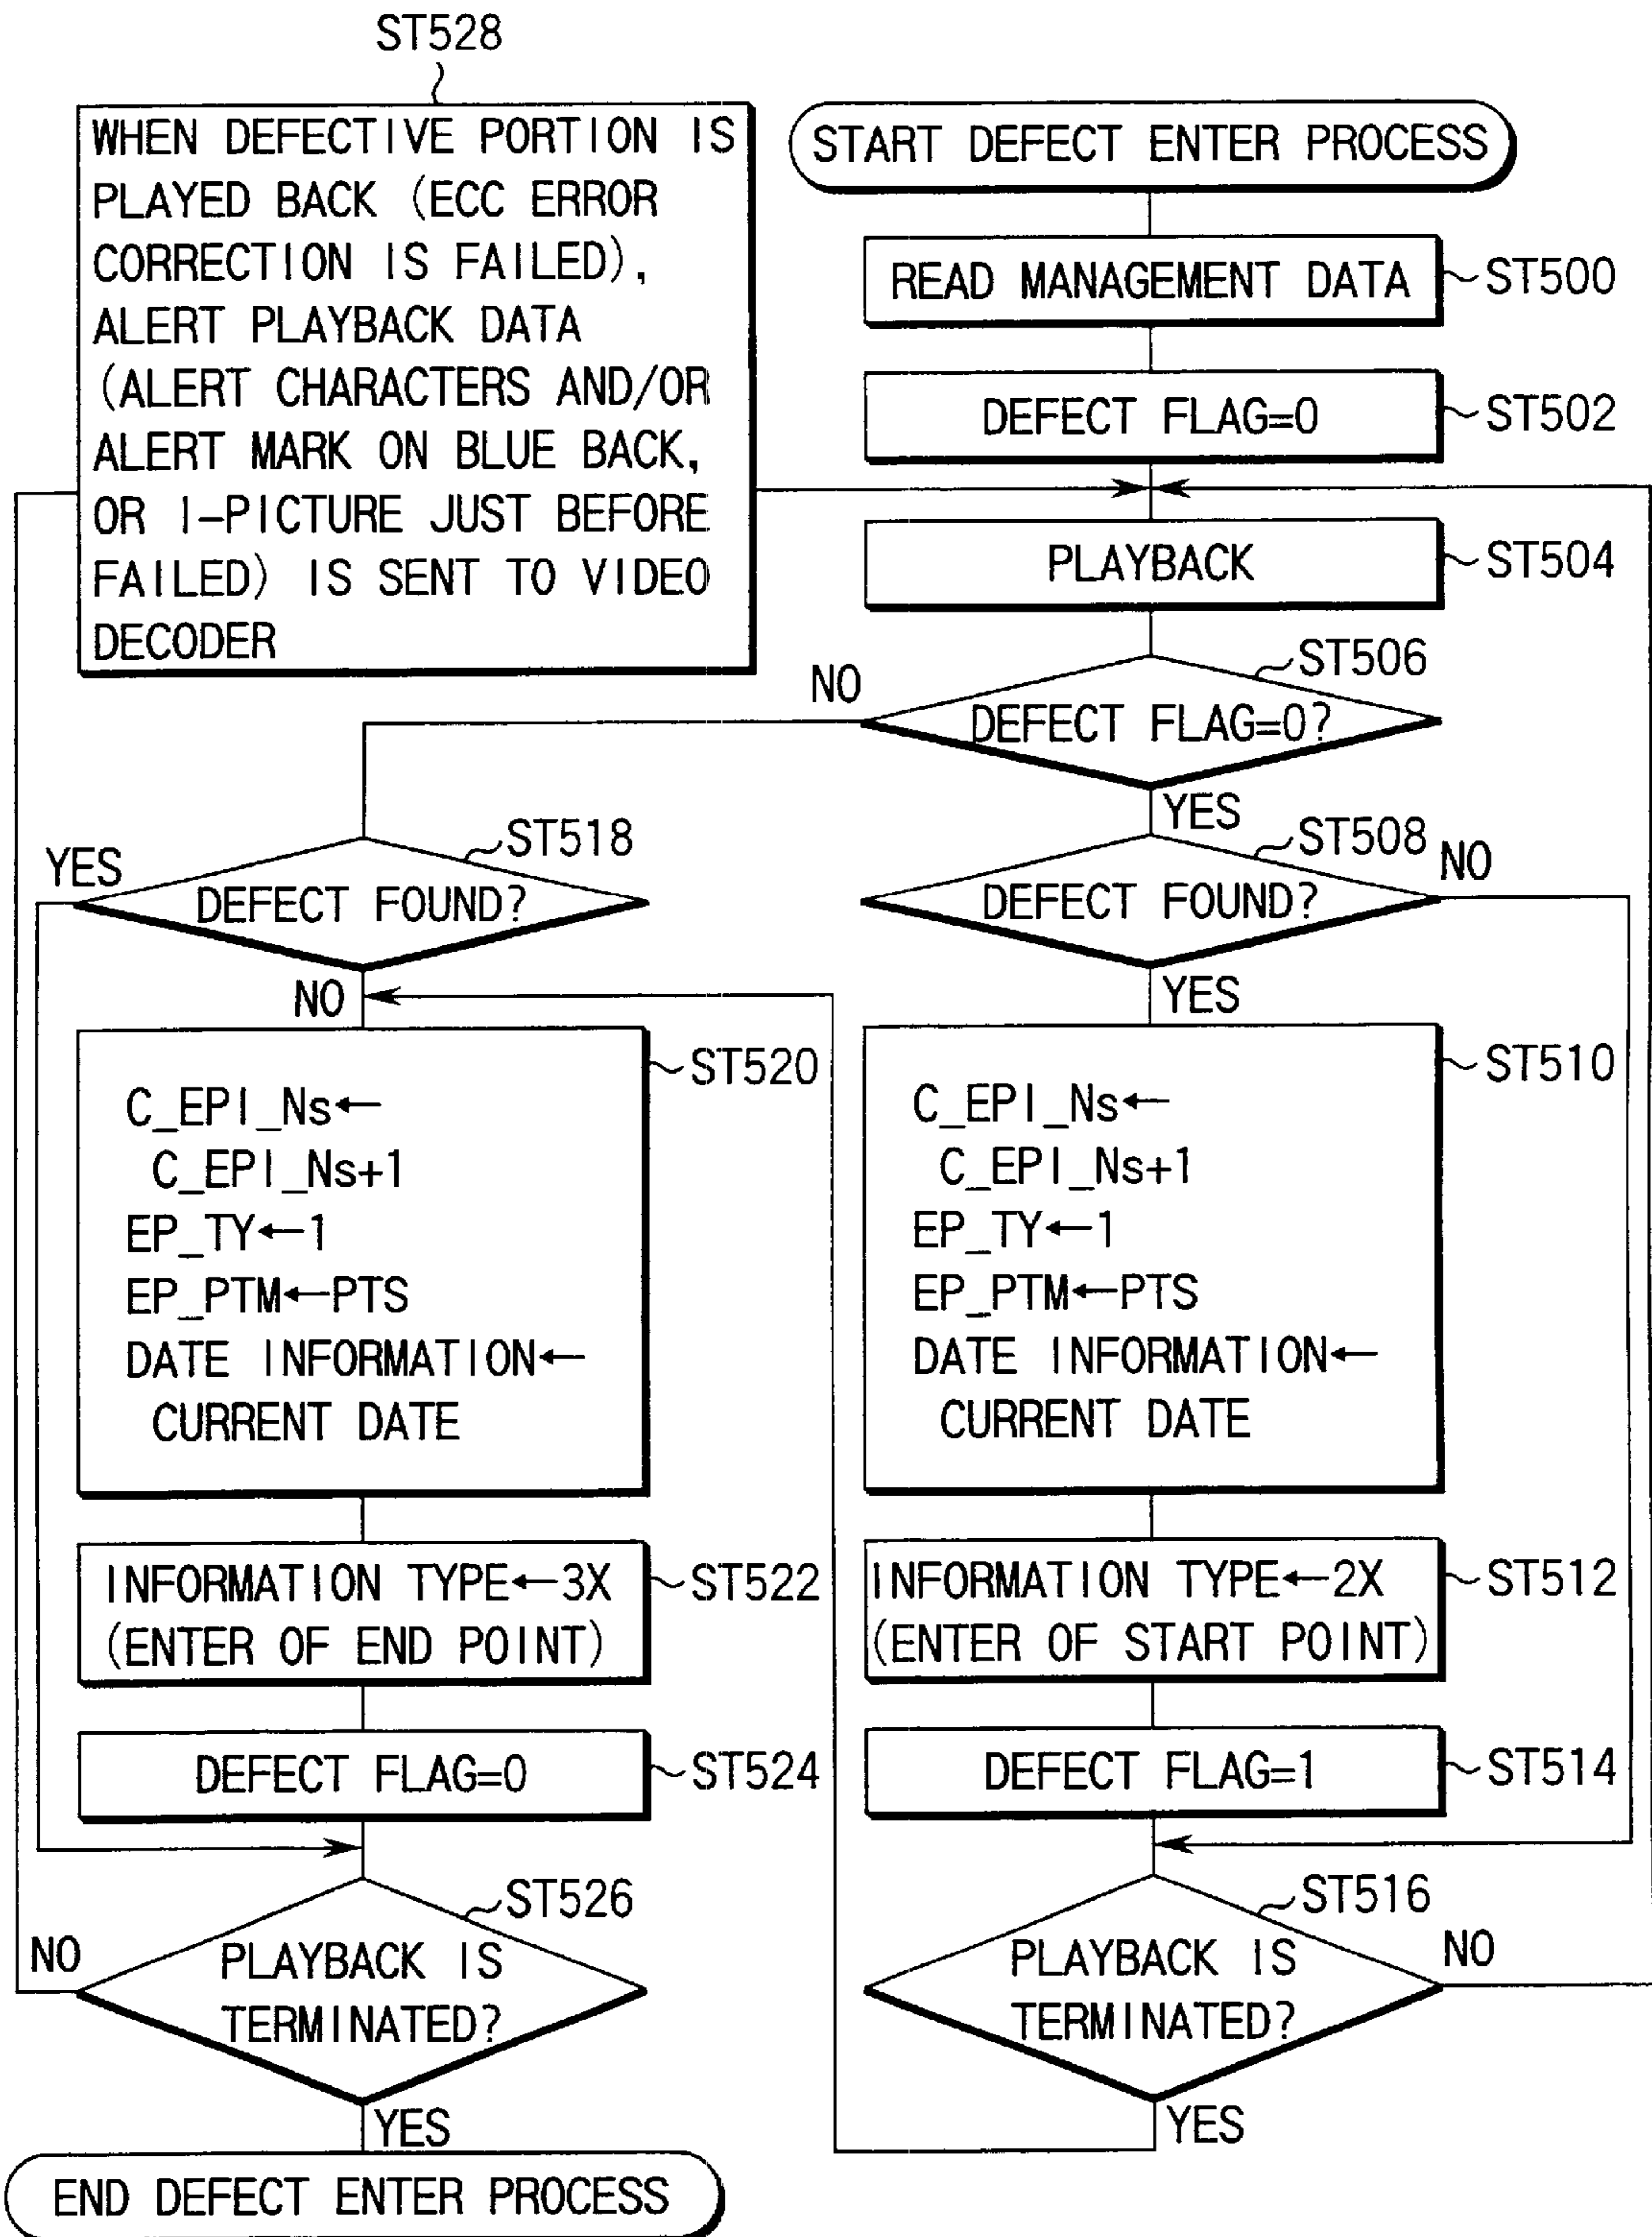 ST528
WHEN DEFECTIVE PORTION IS
PLAYED BACK (ECC ERROR
CORRECTION IS FAILED),
ALERT PLAYBACK DATA
(ALERT CHARACTERS AND/OR
ALERT MARK ON BLUE BACK,
OR I-PICTURE JUST BEFORE
FAILED) IS SENT TO VIDEO
DECODER
START DEFECT ENTER PROCESS
READ MANAGEMENT DATA
ST500
DEFECT FLAG=0
ST502
PLAYBACK
ST504
ST506
NO
DEFECT FLAG=0?
YES
ST518
YES
DEFECT FOUND?
NO
ST508
NO
DEFECT FOUND?
YES
ST520
C_EPI_Ns←
C_EPI_Ns+1
EP_TY←1
EP_PTM←PTS
DATE INFORMATION←
CURRENT DATE
ST510
C_EPI_Ns←
C_EPI_Ns+1
EP_TY←1
EP_PTM←PTS
DATE INFORMATION←
CURRENT DATE
INFORMATION TYPE←3X
(ENTER OF END POINT)
ST522
INFORMATION TYPE←2X
(ENTER OF START POINT)
ST512
DEFECT FLAG=0
ST524
DEFECT FLAG=1
ST514
ST526
NO
PLAYBACK IS
TERMINATED?
YES
ST516
PLAYBACK IS
TERMINATED?
NO
YES
END DEFECT ENTER PROCESS